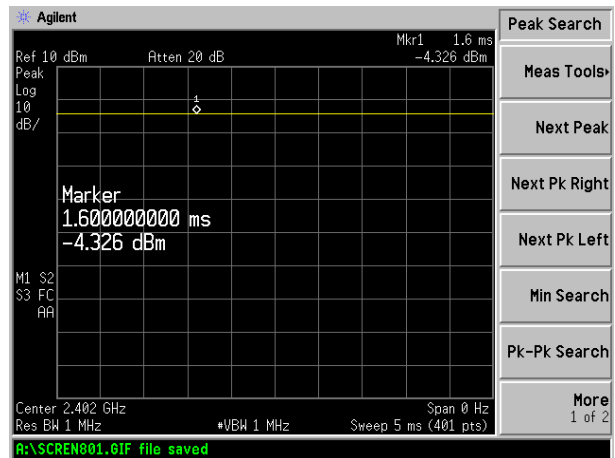 Agilent
Mkr1 1.6 ms
Ref 10 dBm Atten 20 dB -4.326 dBm
Peak
Log
10
dB/
1
Marker
1.600000000 ms
-4.326 dBm
M1 S2
S3 FC
AA
Center 2.402 GHz Span 0 Hz
Res BW 1 MHz #VBW 1 MHz Sweep 5 ms (401 pts)
A:\SCREN801.GIF file saved
Peak Search
Meas Tools
Next Peak
Next Pk Right
Next Pk Left
Min Search
Pk-Pk Search
More
1 of 2